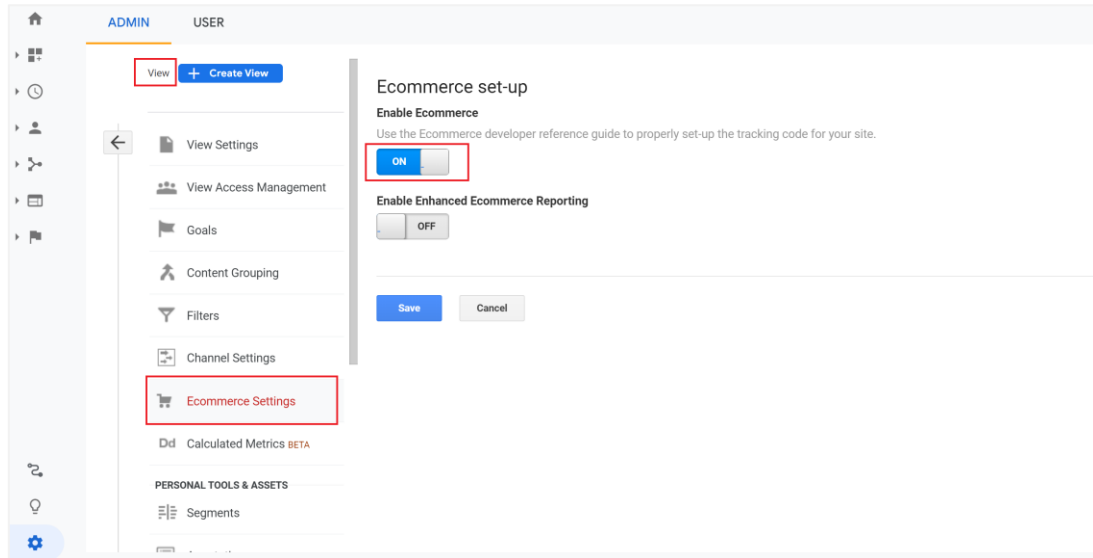 ADMIN USER
View + Create View
View Settings
View Access Management
Goals
Content Grouping
Filters
Channel Settings
Ecommerce Settings
Dd Calculated Metrics BETA
PERSONAL TOOLS & ASSETS
Segments
Ecommerce set-up
Enable Ecommerce
Use the Ecommerce developer reference guide to properly set-up the tracking code for your site.
ON
Enable Enhanced Ecommerce Reporting
OFF
Save Cancel